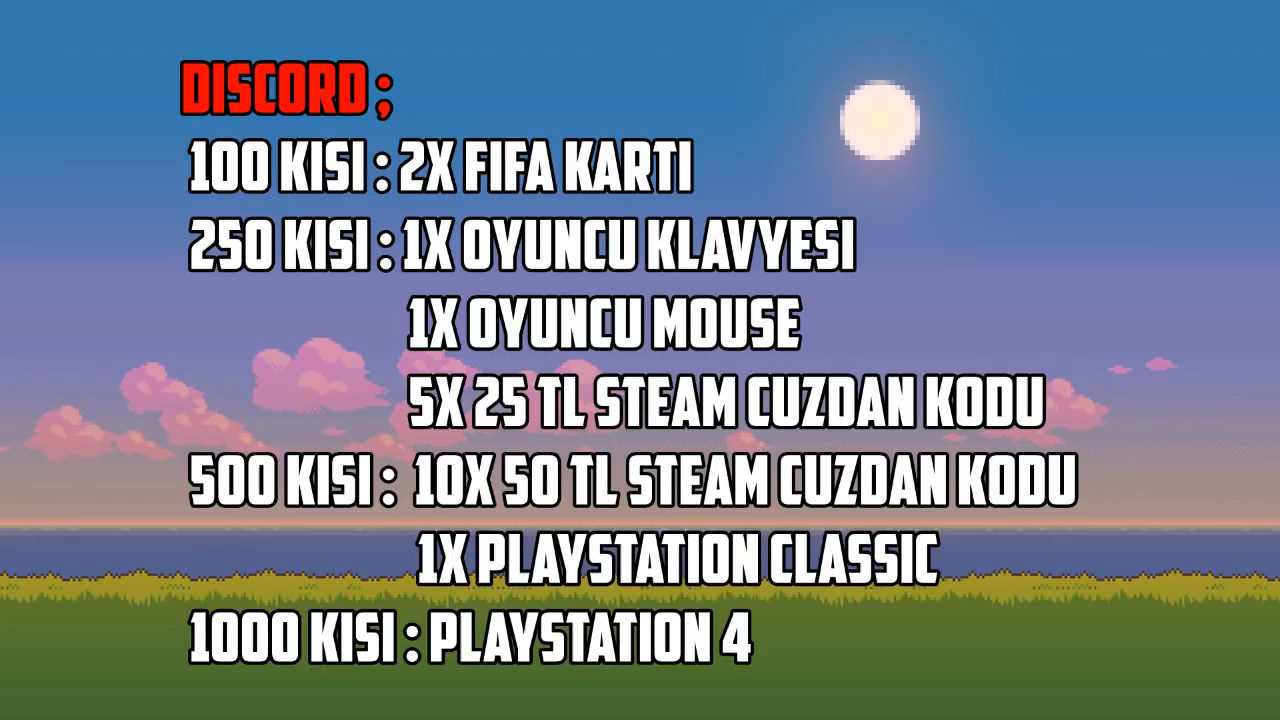 DISCORD ;
100 KISI : 2X FIFA KARTI
250 KISI : 1X OYUNCU KLAVYESI
1X OYUNCU MOUSE
5X 25 TL STEAM CUZDAN KODU
500 KISI : 10X 50 TL STEAM CUZDAN KODU
1X PLAYSTATION CLASSIC
1000 KISI : PLAYSTATION 4